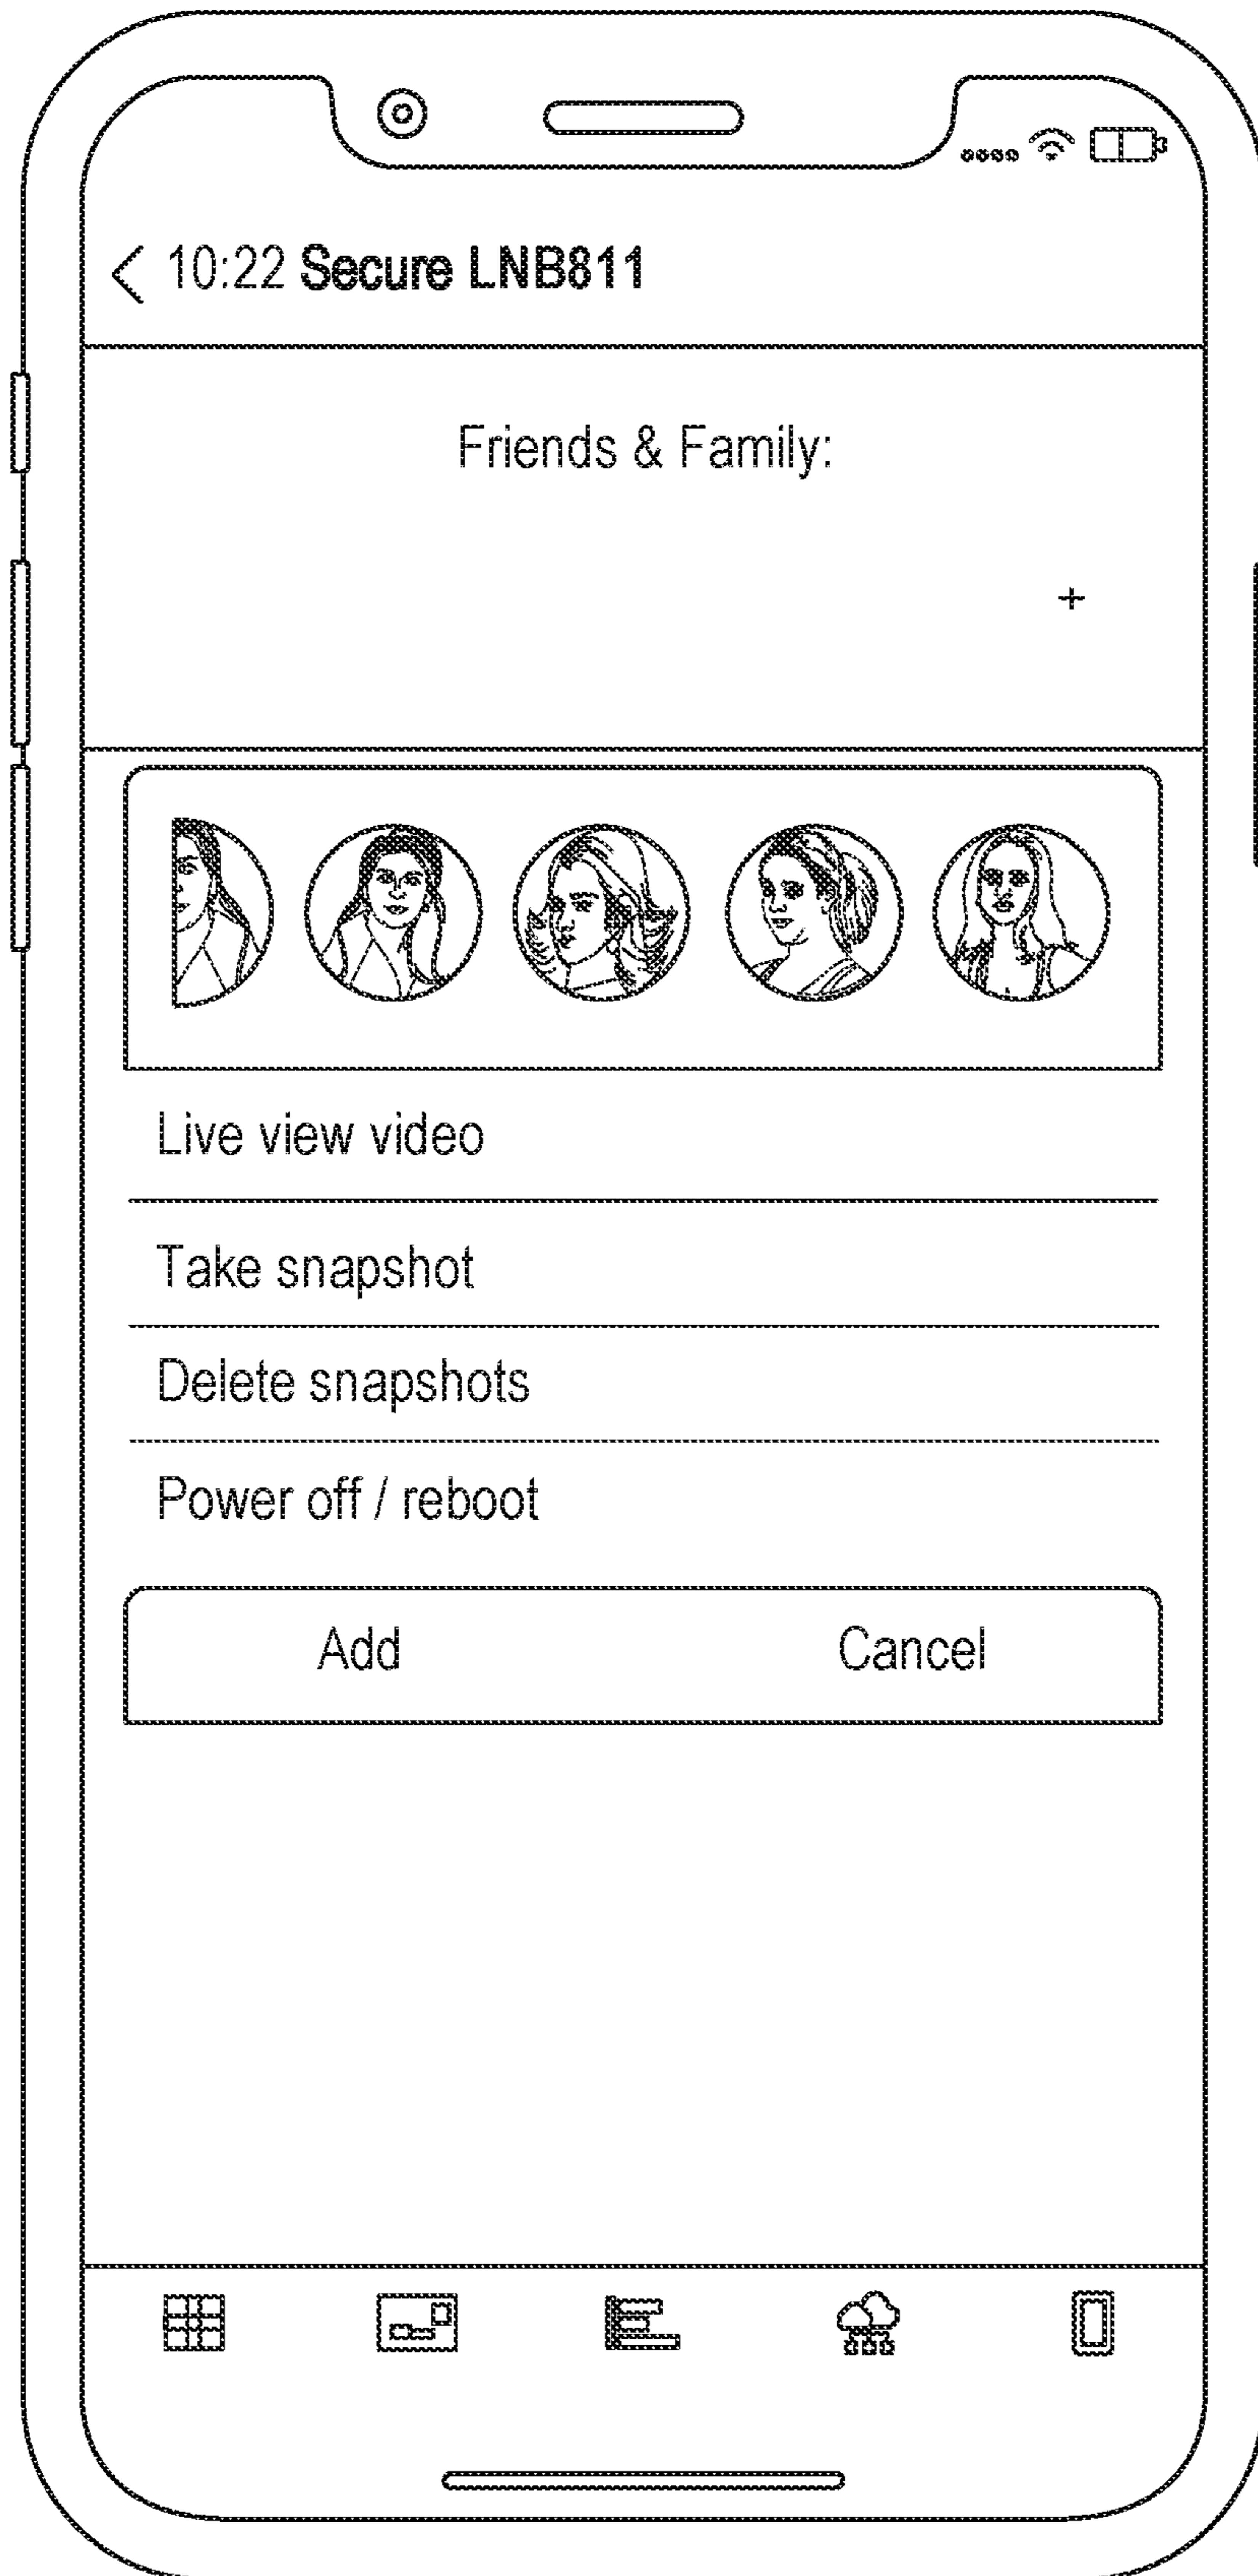 10:22 Secure LNB811
Friends & Family:
+
Live view video
Take snapshot
Delete snapshots
Power off / reboot
Add Cancel